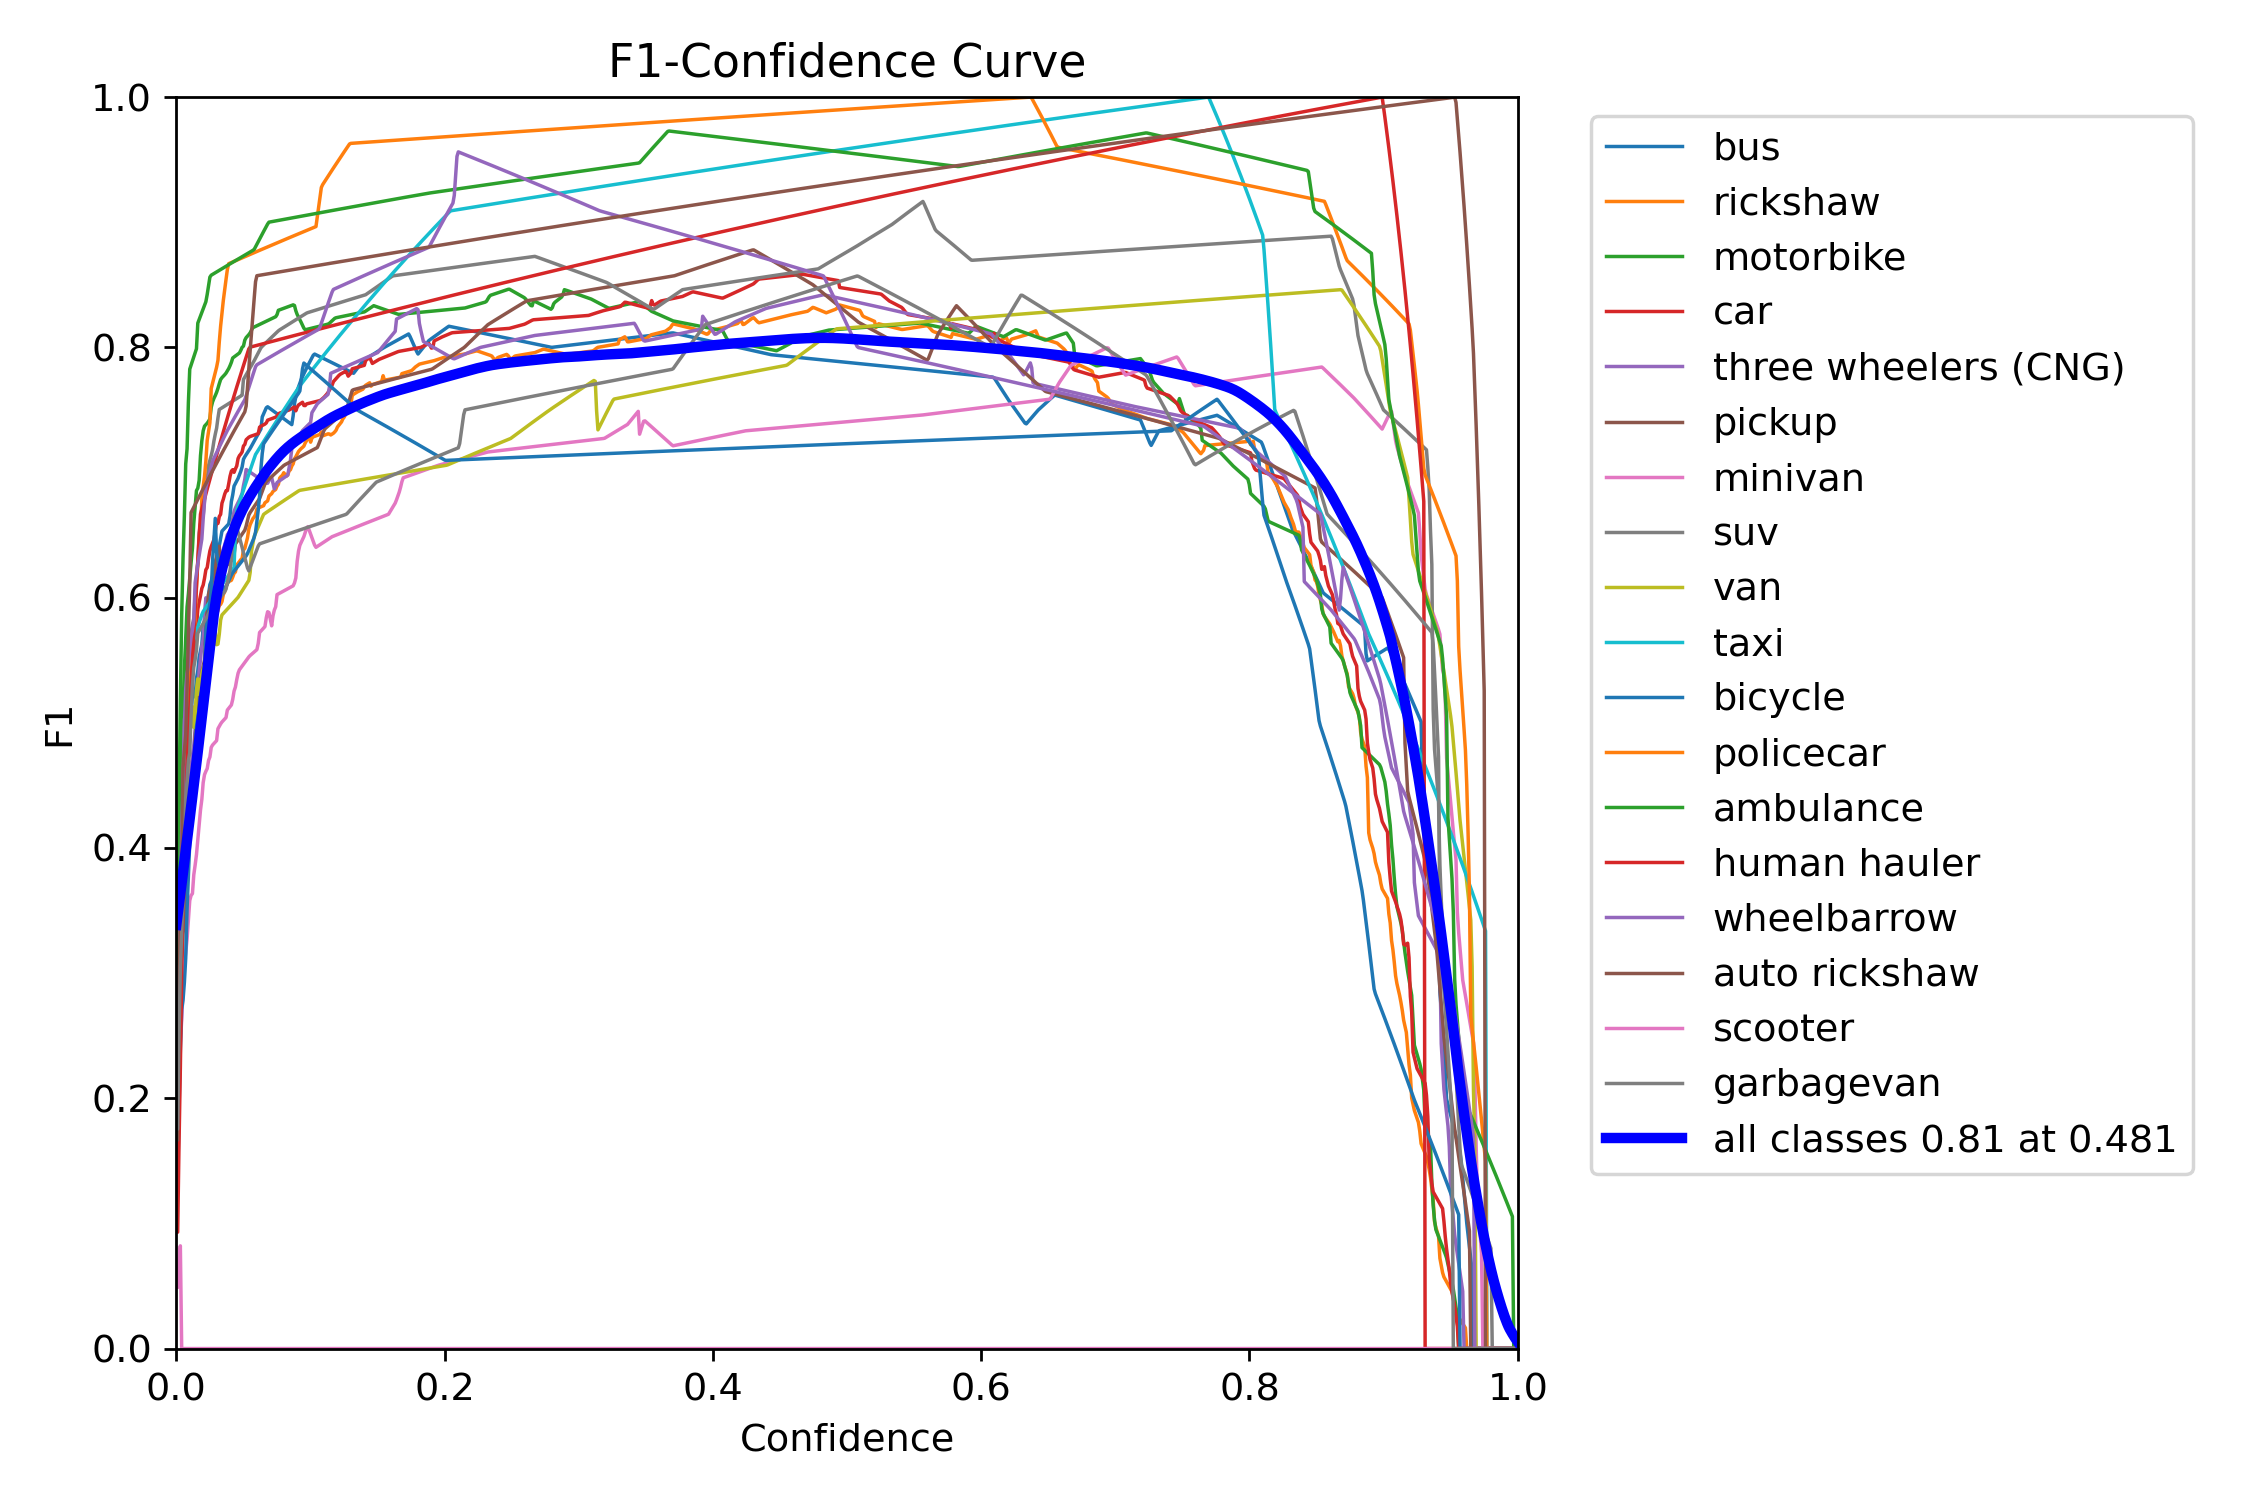 F1-Confidence Curve
1.0
0.8
0.6
0.4
0.2
0.0
F1
0.0 0.2 0.4 0.6 0.8 1.0
Confidence
bus
rickshaw
motorbike
car
three wheelers (CNG)
pickup
minivan
suv
van
taxi
bicycle
policecar
ambulance
human hauler
wheelbarrow
auto rickshaw
scooter
garbagevan
all classes 0.81 at 0.481